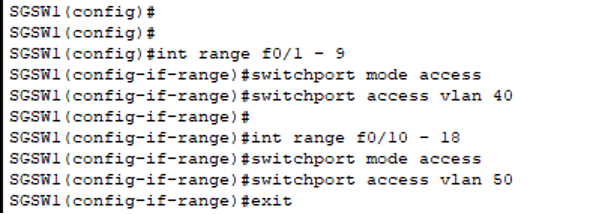 SGSW1(config)#
SGSW1(config)#
SGSW1(config)#int range f0/1 - 9
SGSW1(config-if-range)#switchport mode access
SGSW1(config-if-range)#switchport access vlan 40
SGSW1(config-if-range)#
SGSW1(config-if-range)#int range f0/10 - 18
SGSW1(config-if-range)#switchport mode access
SGSW1(config-if-range)#switchport access vlan 50
SGSW1(config-if-range)#exit